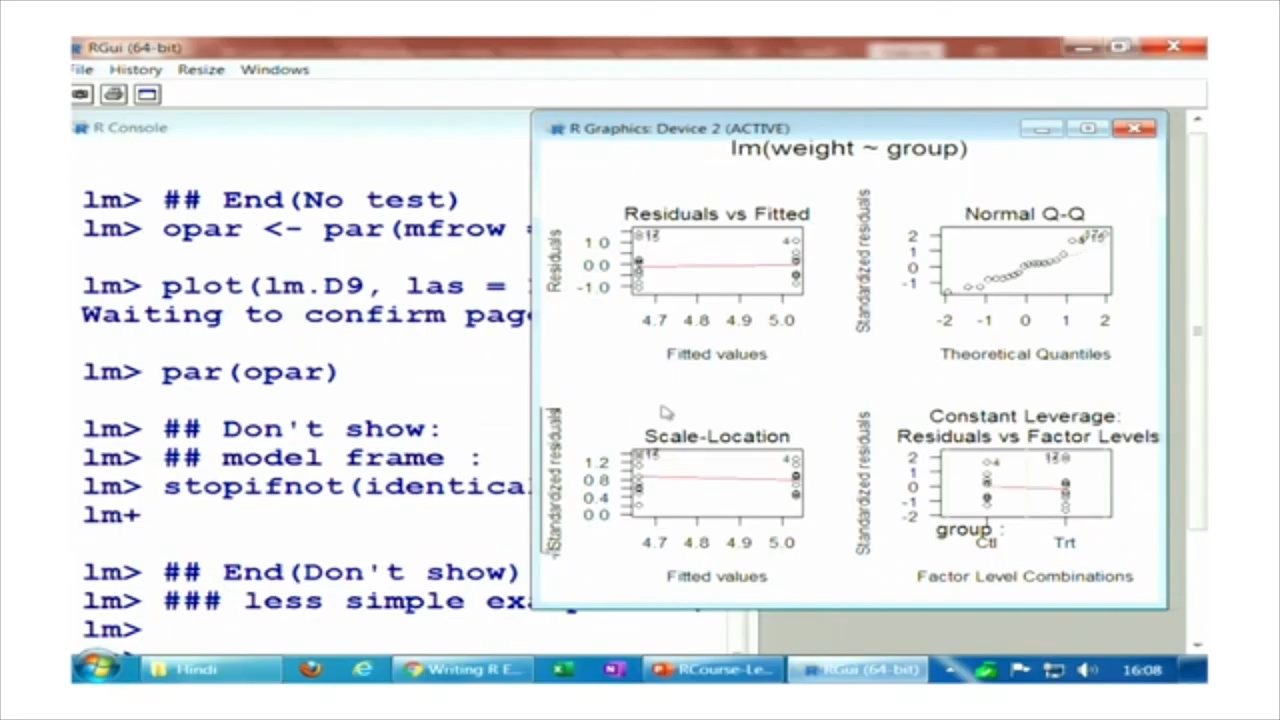 RGui (64-bit)
File History Resize Windows
R Console
lm> ## End(No test)
lm> opar <- par(mfrow
lm> plot(lm.D9, las =
Waiting to confirm page
lm> par(opar)
lm> ## Don't show:
lm> ## model frame :
lm> stopifnot(identica
lm+
lm> ## End(Don't show)
lm> ### less simple ex
lm>
R Graphics: Device 2 (ACTIVE)
lm(weight ~ group)
Residuals vs Fitted
Residuals
1 0
0 0
-1 0
4
4.7 4.8 4.9 5.0
Fitted values
Normal Q-Q
Standardized residuals
2
1
0
-1
-2 -1 0 1 2
Theoretical Quantiles
Scale-Location
Standardized residuals
1.2
0 8
0.4
0 0
4
4.7 4.8 4.9 5.0
Fitted values
Constant Leverage:
Residuals vs Factor Levels
Standardized residuals
2
1
0
-1
-2
4
group :
Ctl Trt
Factor Level Combinations
Hindi
Writing R E...
RCourse-Le...
RGui (64-bit)
16:08